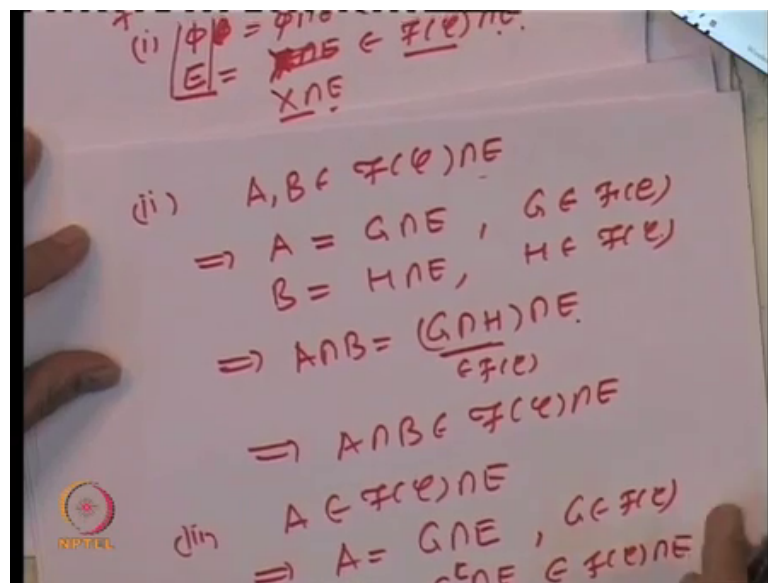 (i) ϕ = ϕ∩E
E = X∩E ∈ F(C)∩E.
X∩E
(ii) A, B ∈ F(C)∩E
⇒ A = G∩E, G ∈ F(C)
B = H∩E, H ∈ F(C)
⇒ A∩B = (G∩H)∩E.
∈ F(C)
⇒ A∩B ∈ F(C)∩E
(iii) A ∈ F(C)∩E
⇒ A = G∩E, G ∈ F(C)
G^c∩E ∈ F(C)∩E
NPTEL